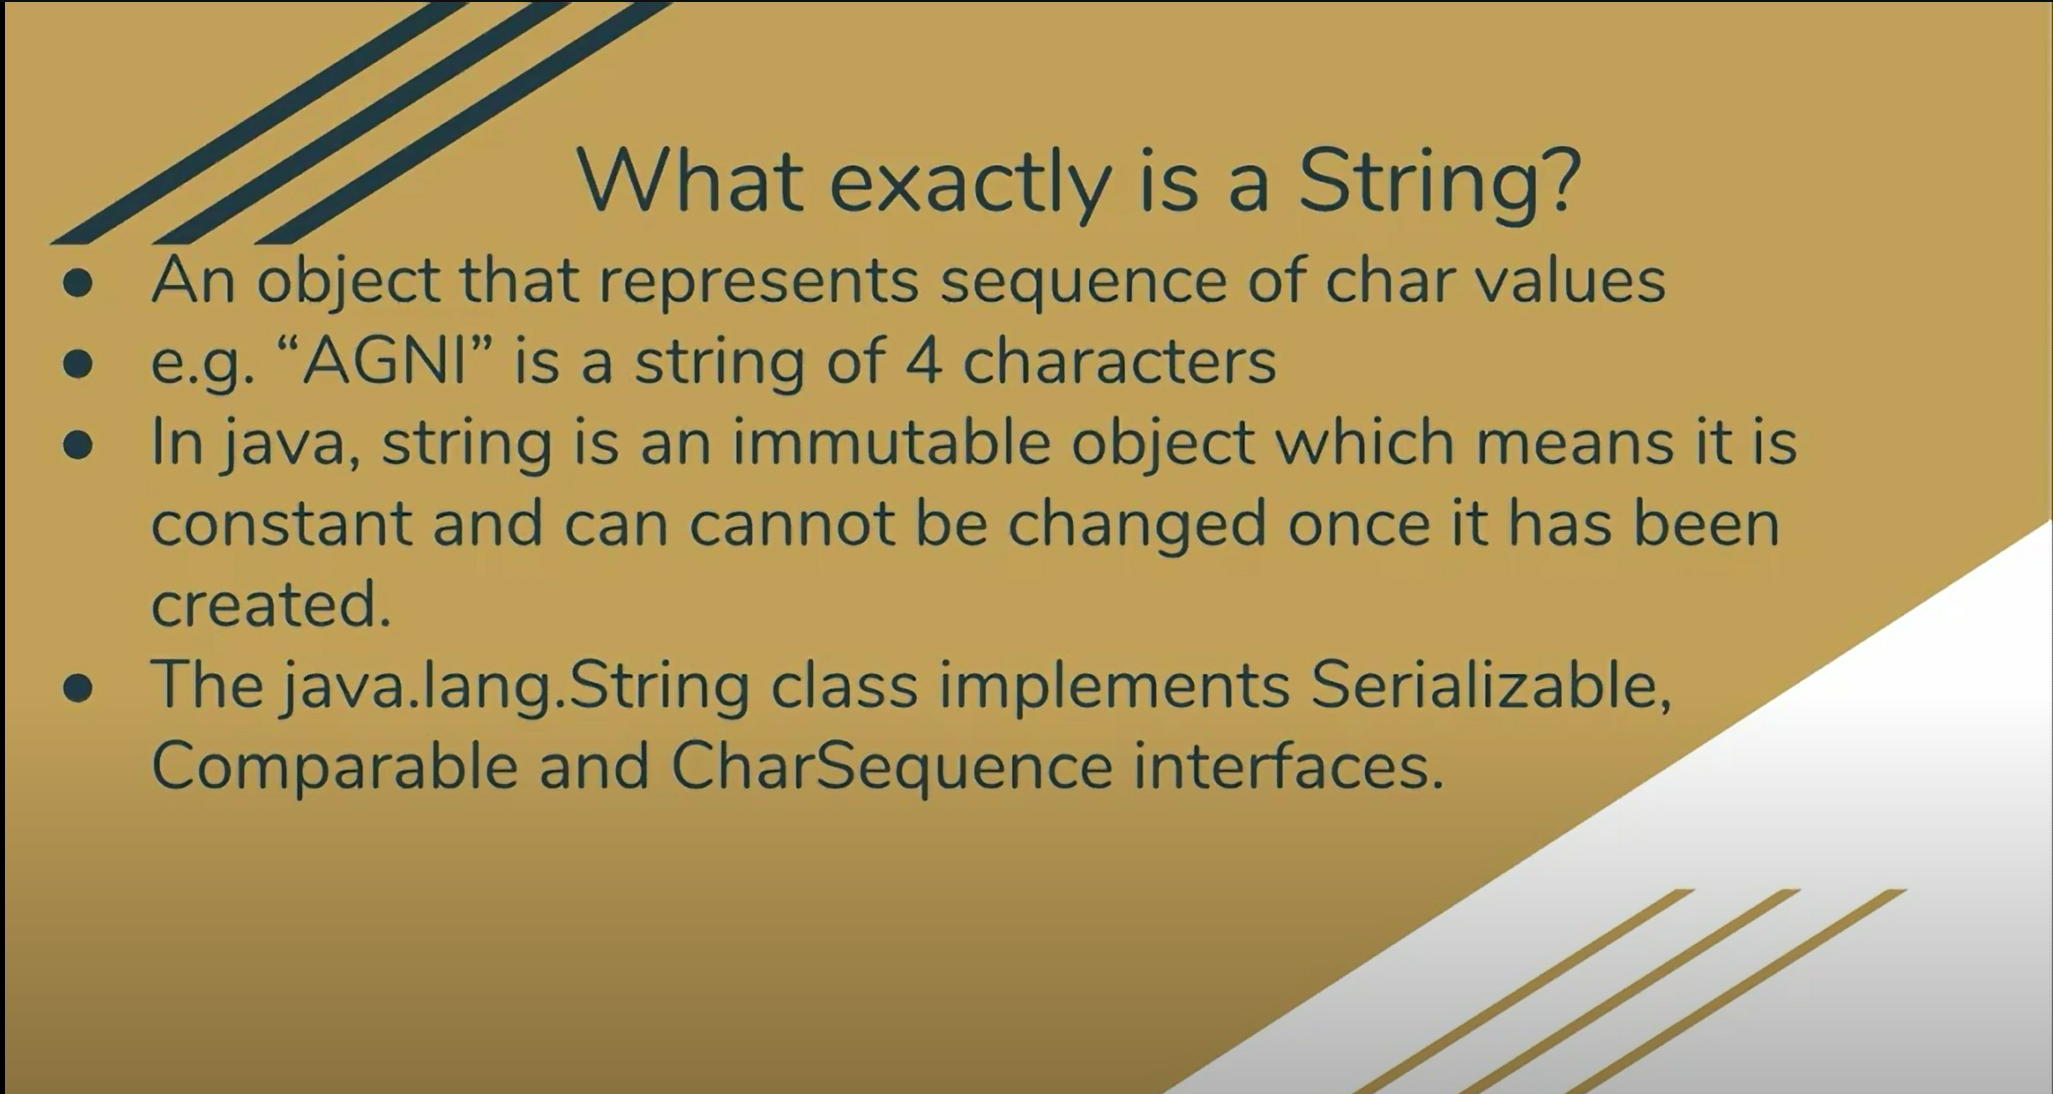 What exactly is a String?
● An object that represents sequence of char values
● e.g. “AGNI” is a string of 4 characters
● In java, string is an immutable object which means it is
constant and can cannot be changed once it has been
created.
● The java.lang.String class implements Serializable,
Comparable and CharSequence interfaces.